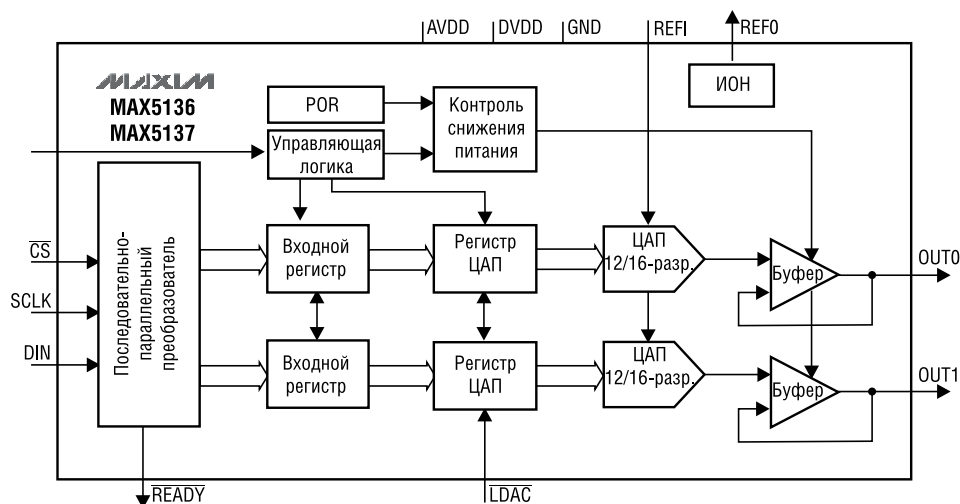 AVDD
DVDD
GND
REFI
REF0
MAXIM
MAX5136
MAX5137
POR
Управляющая
логика
Контроль
снижения
питания
ИОН
Последовательно-
параллельный
преобразователь
CS
SCLK
DIN
Входной
регистр
Регистр
ЦАП
ЦАП
12/16-разр.
Буфер
OUT0
Входной
регистр
Регистр
ЦАП
ЦАП
12/16-разр.
Буфер
OUT1
READY
LDAC